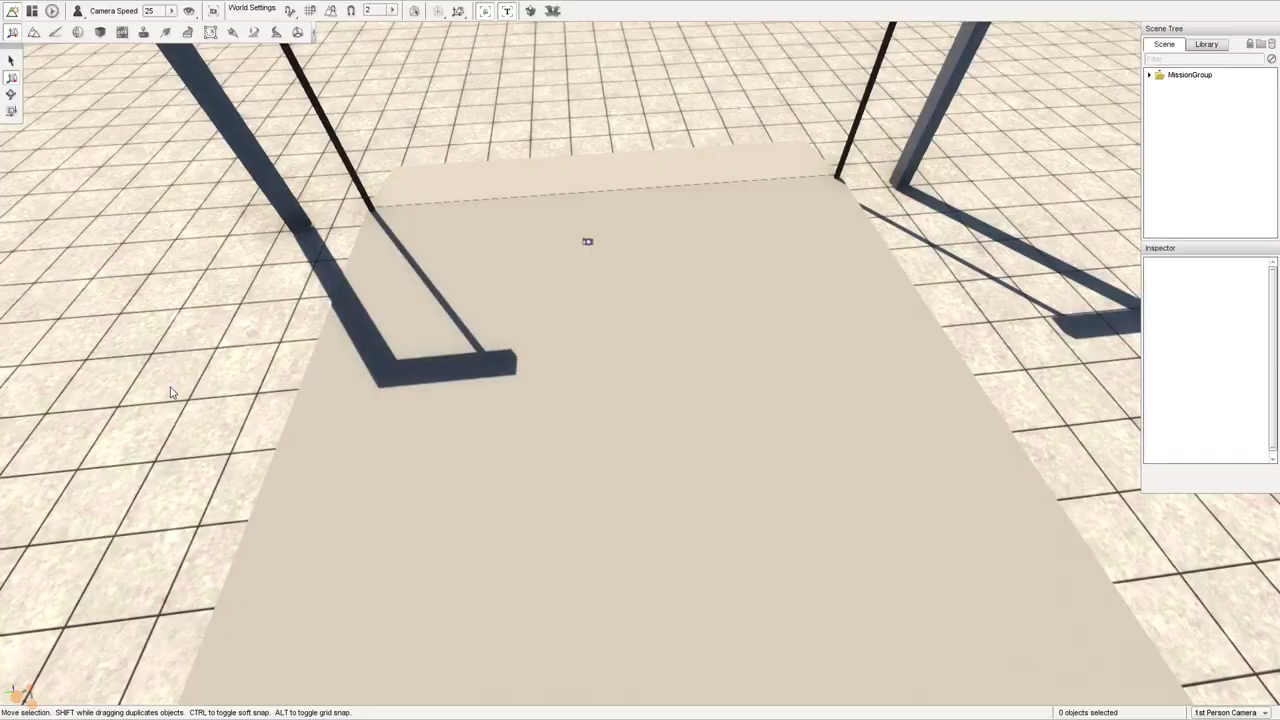 Camera Speed 25 World Settings 2 T
Scene Tree
Scene Library
Filter...
MissionGroup
Inspector
Move selection. SHIFT while dragging duplicates objects. CTRL to toggle soft snap. ALT to toggle grid snap.
0 objects selected
1st Person Camera